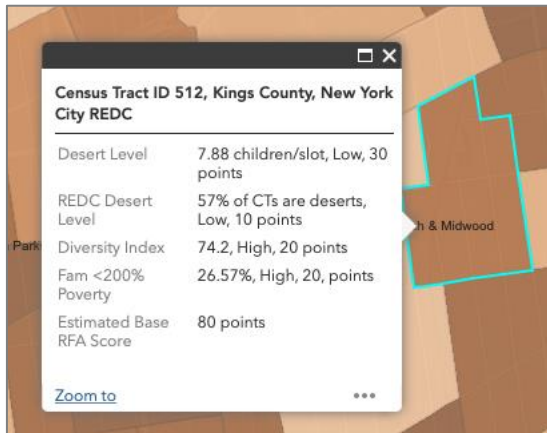 Census Tract ID 512, Kings County, New York
City REDC
Desert Level 7.88 children/slot, Low, 30
points
REDC Desert 57% of CTs are deserts,
Level Low, 10 points
Diversity Index 74.2, High, 20 points
Fam <200% 26.57%, High, 20, points
Poverty
Estimated Base 80 points
RFA Score
Zoom to
h & Midwood
Park